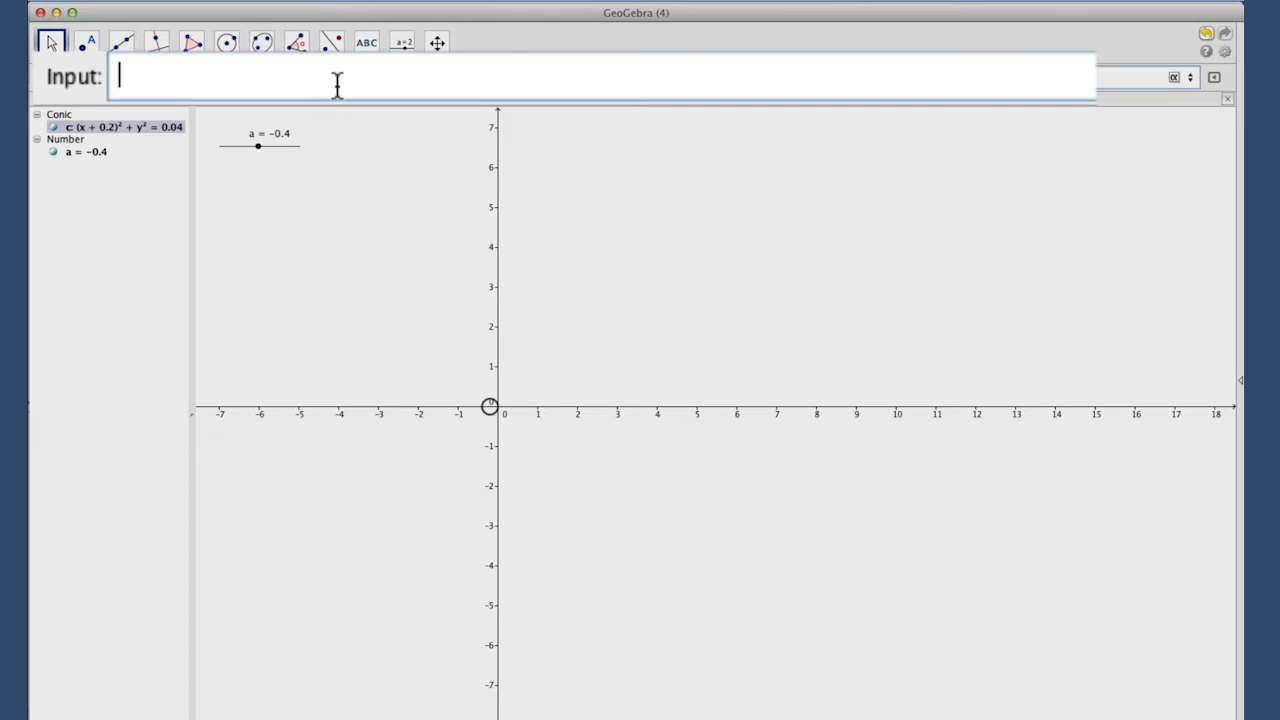 GeoGebra (4)
A
ABC
a=2
Input:
α
Conic
c: (x + 0.2)² + y² = 0.04
Number
a = −0.4
a = −0.4
7
6
5
4
3
2
1
0
-7 -6 -5 -4 -3 -2 -1 0 1 2 3 4 5 6 7 8 9 10 11 12 13 14 15 16 17 18
-1
-2
-3
-4
-5
-6
-7